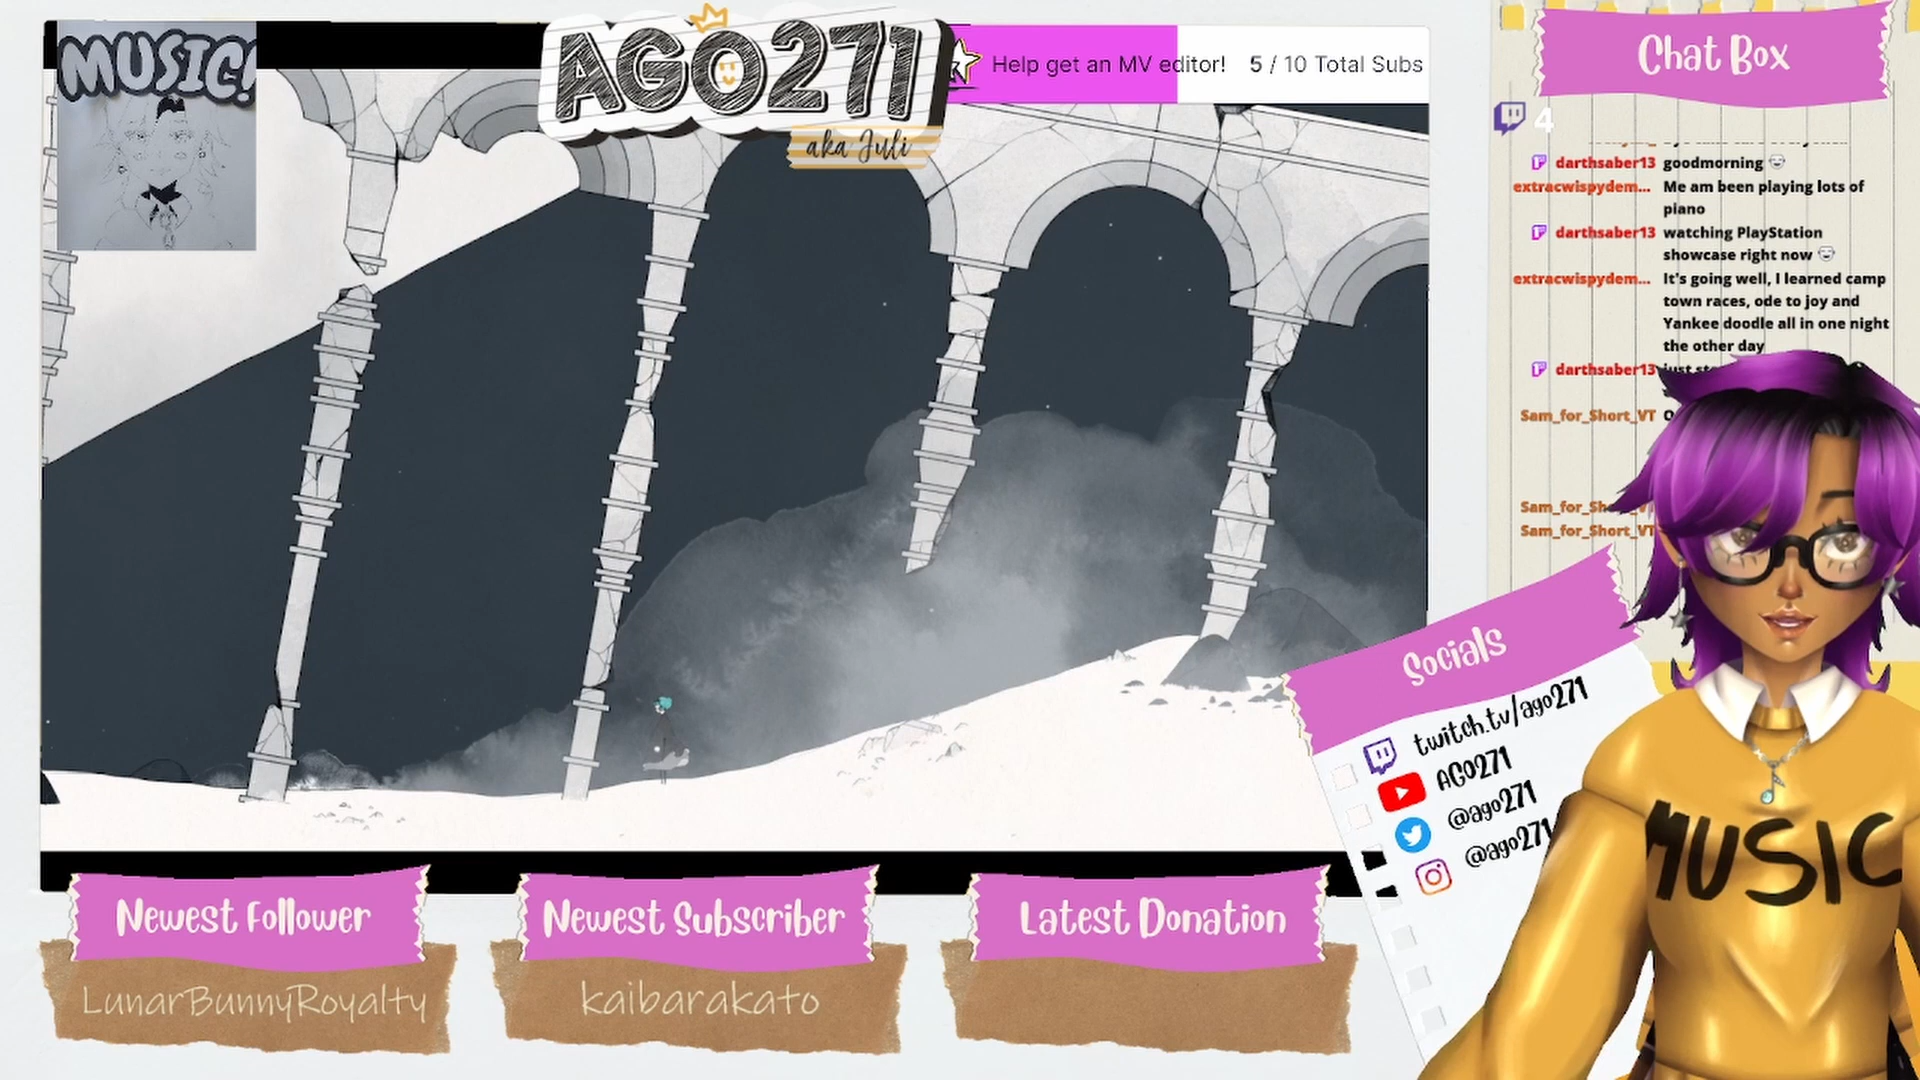 MUSIC!
AGO271
aka Juli
Help get an MV editor! 5 / 10 Total Subs
Chat Box
4
darthsaber13 goodmorning
extracwispydem... Me am been playing lots of
piano
darthsaber13 watching PlayStation
showcase right now
extracwispydem... It's going well, I learned camp
town races, ode to joy and
Yankee doodle all in one night
the other day
darthsaber13 just
Sam_for_Short_VT
Sam_for_Short_VT
Socials
twitch.tv/ago271
AGO271
@ago271
@ago271
MUSIC
Newest Follower
LunarBunnyRoyalty
Newest Subscriber
kaibarakato
Latest Donation